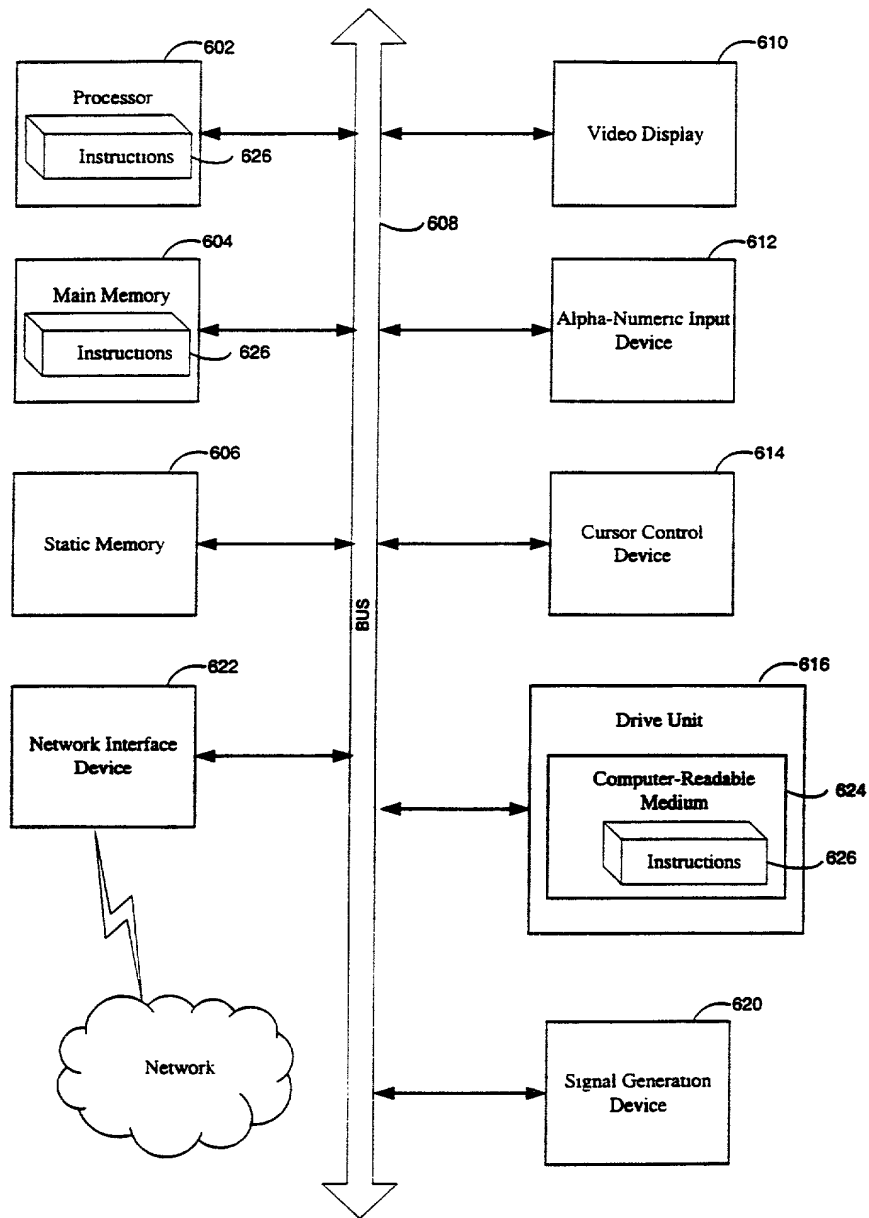 602
Processor
Instructions
626
610
Video Display
608
604
Main Memory
Instructions
626
612
Alpha-Numeric Input
Device
606
Static Memory
614
Cursor Control
Device
BUS
622
Network Interface
Device
616
Drive Unit
Computer-Readable
Medium
624
Instructions
626
Network
620
Signal Generation
Device